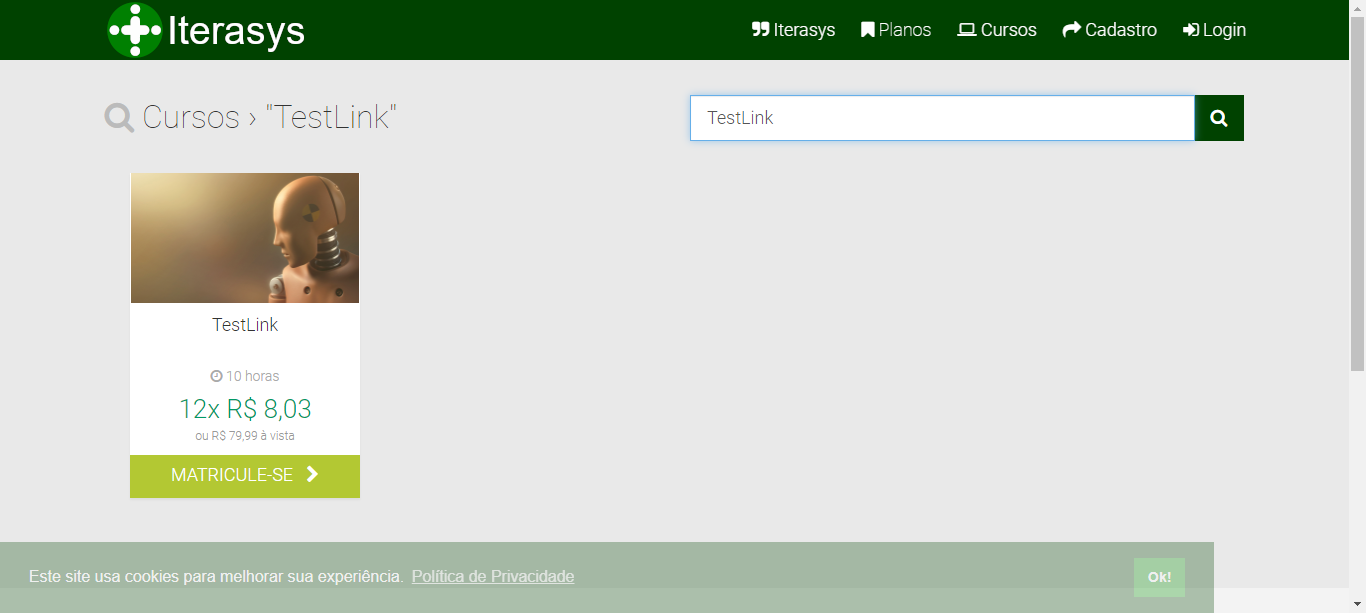 Iterasys
Iterasys Planos Cursos Cadastro Login
Cursos › "TestLink"
TestLink
TestLink
10 horas
12x R$ 8,03
ou R$ 79,99 à vista
MATRICULE-SE
Este site usa cookies para melhorar sua experiência. Política de Privacidade
Ok!